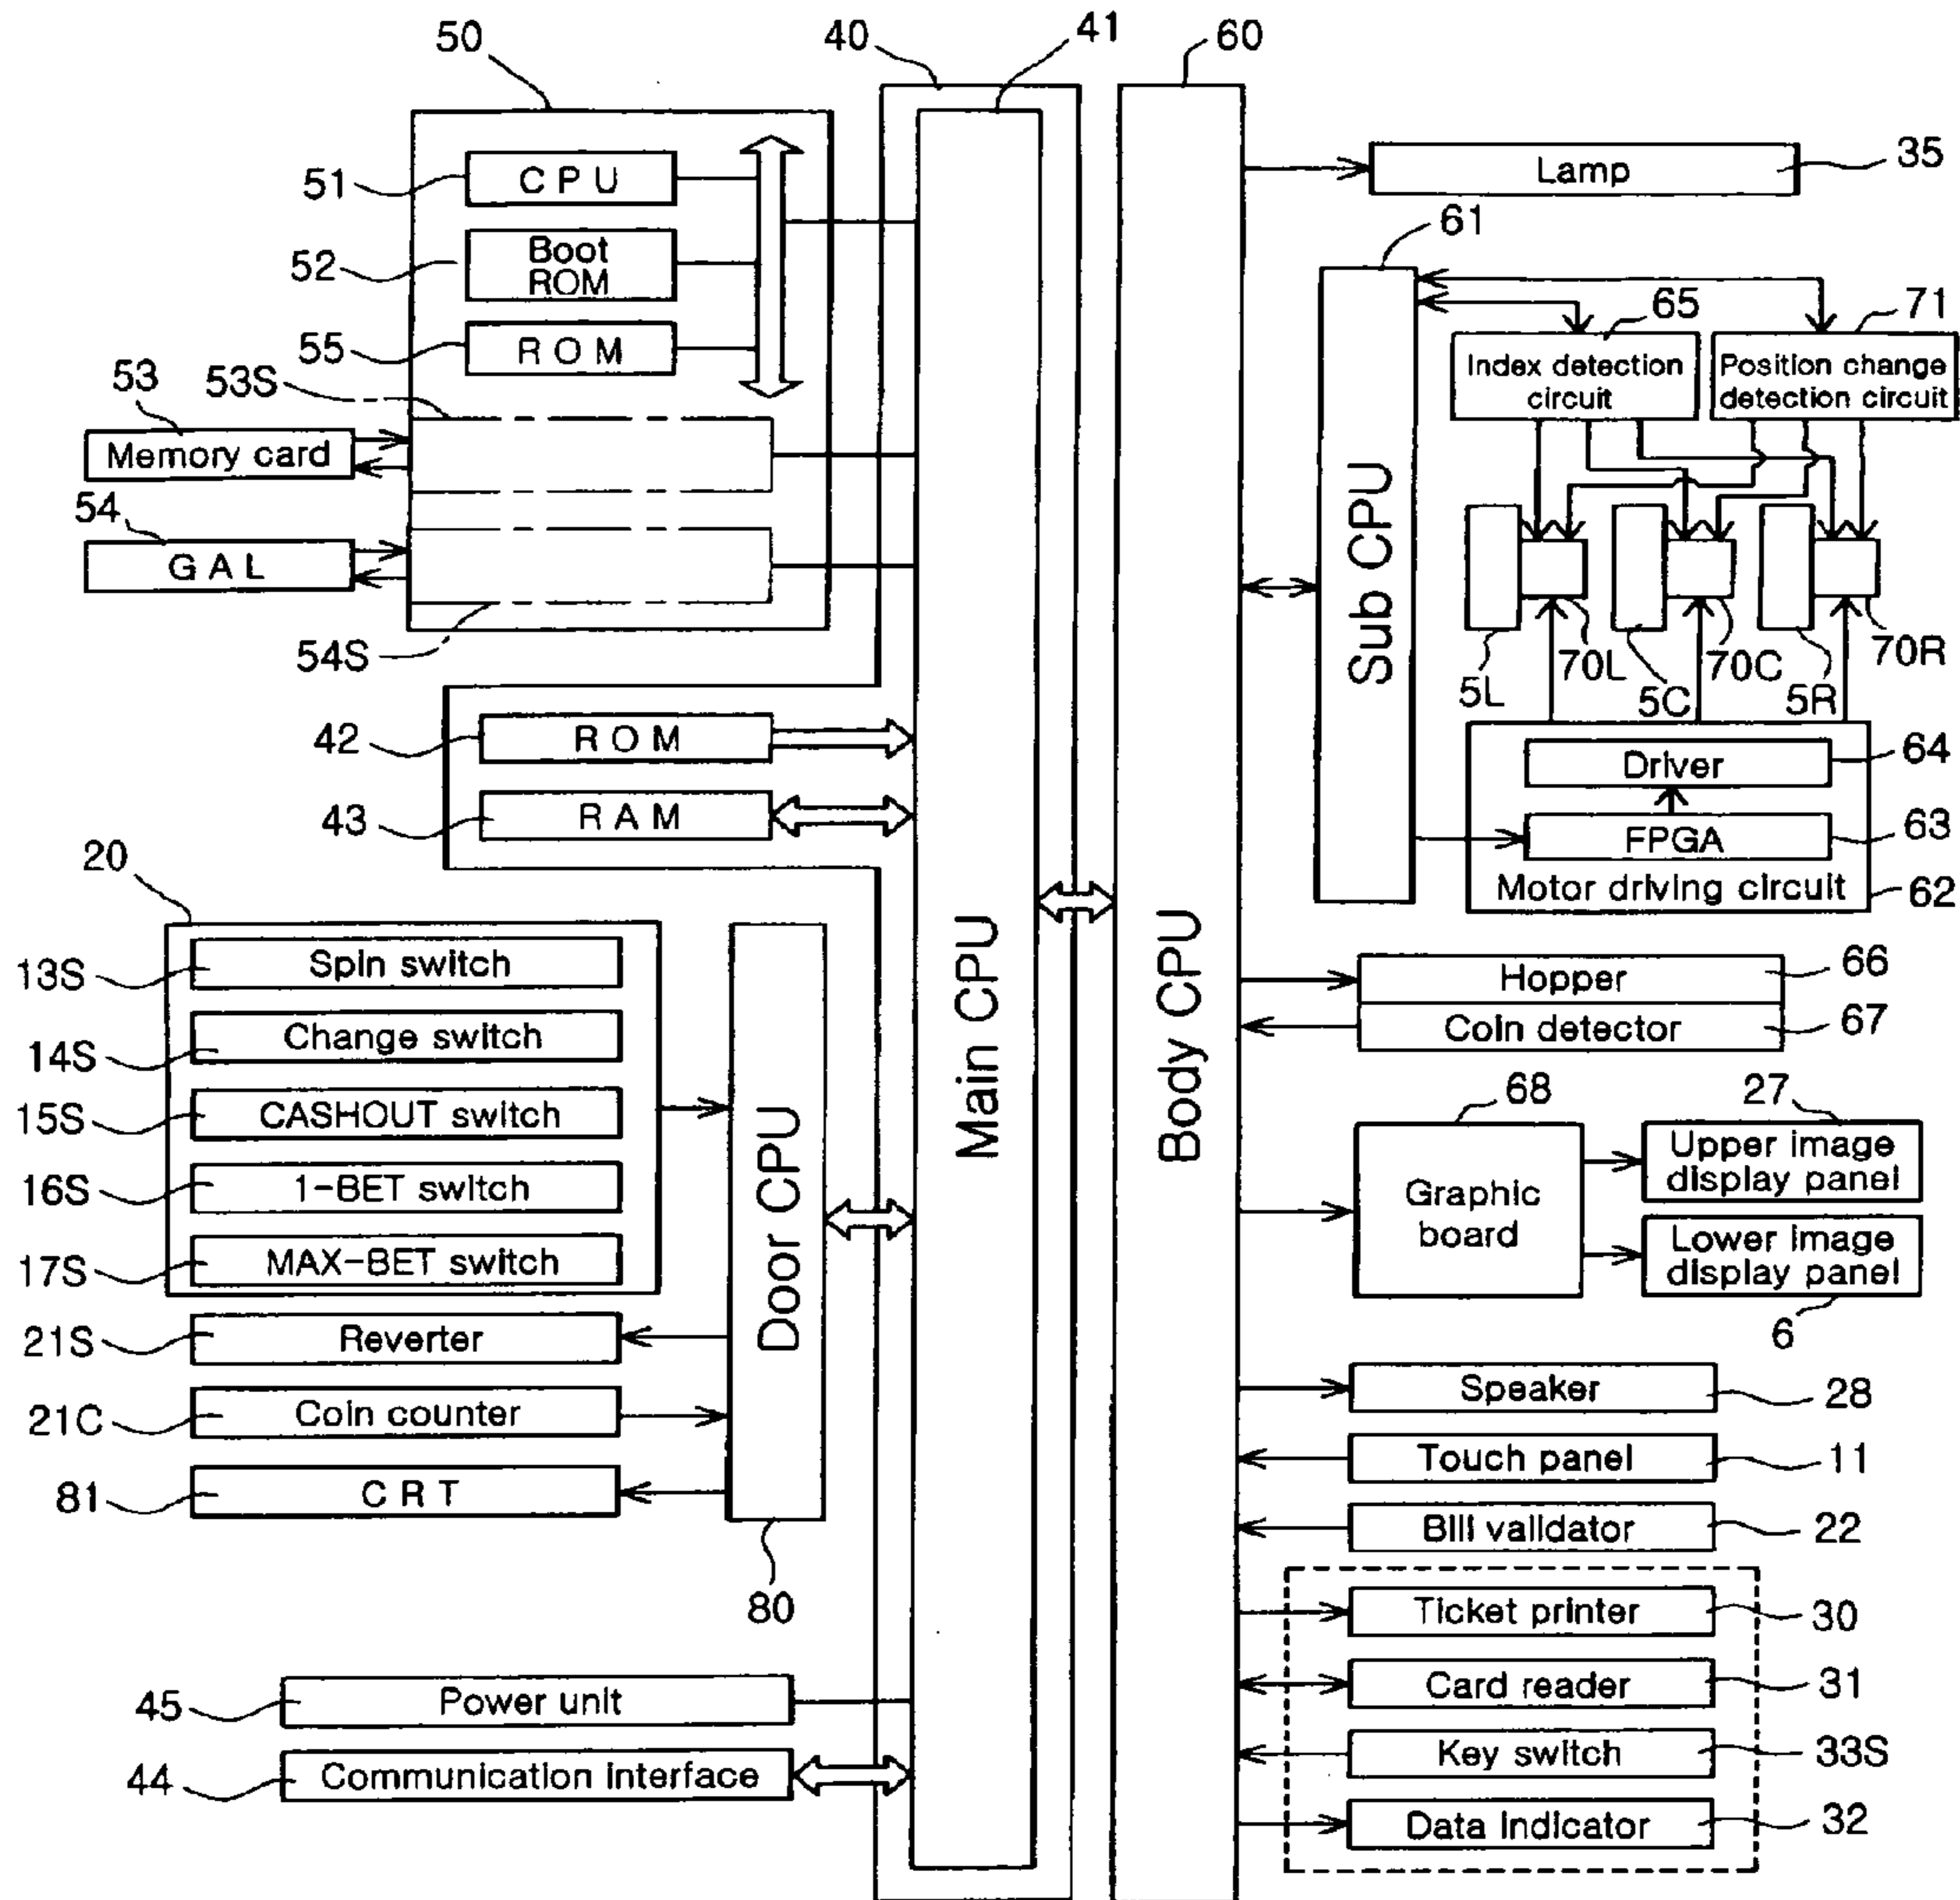 50
40
41
60
51
CPU
52
Boot
ROM
55
ROM
53
53S
Memory card
54
GAL
54S
42
ROM
43
RAM
20
13S
Spin switch
14S
Change switch
15S
CASHOUT switch
16S
1-BET switch
17S
MAX-BET switch
21S
Reverter
21C
Coin counter
81
CRT
Door CPU
80
45
Power unit
44
Communication interface
Main CPU
Body CPU
Lamp
35
61
Sub CPU
65
71
Index detection
circuit
Position change
detection circuit
5L
70L
5C
70C
5R
70R
Driver
64
FPGA
63
Motor driving circuit
62
Hopper
66
Coin detector
67
68
27
Graphic
board
Upper image
display panel
Lower image
display panel
6
Speaker
28
Touch panel
11
Bill validator
22
Ticket printer
30
Card reader
31
Key switch
33S
Data indicator
32